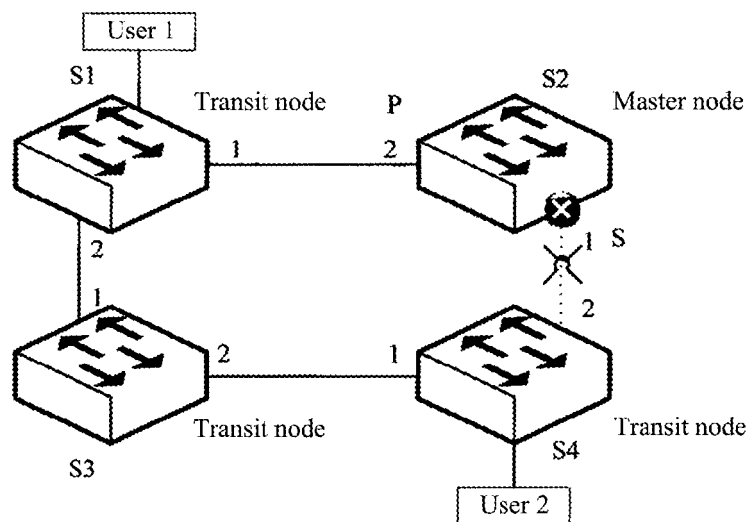 User 1
S1
Transit node
P
S2
Master node
1
2
2
1
S
1
2
2
1
Transit node
Transit node
S3
S4
User 2